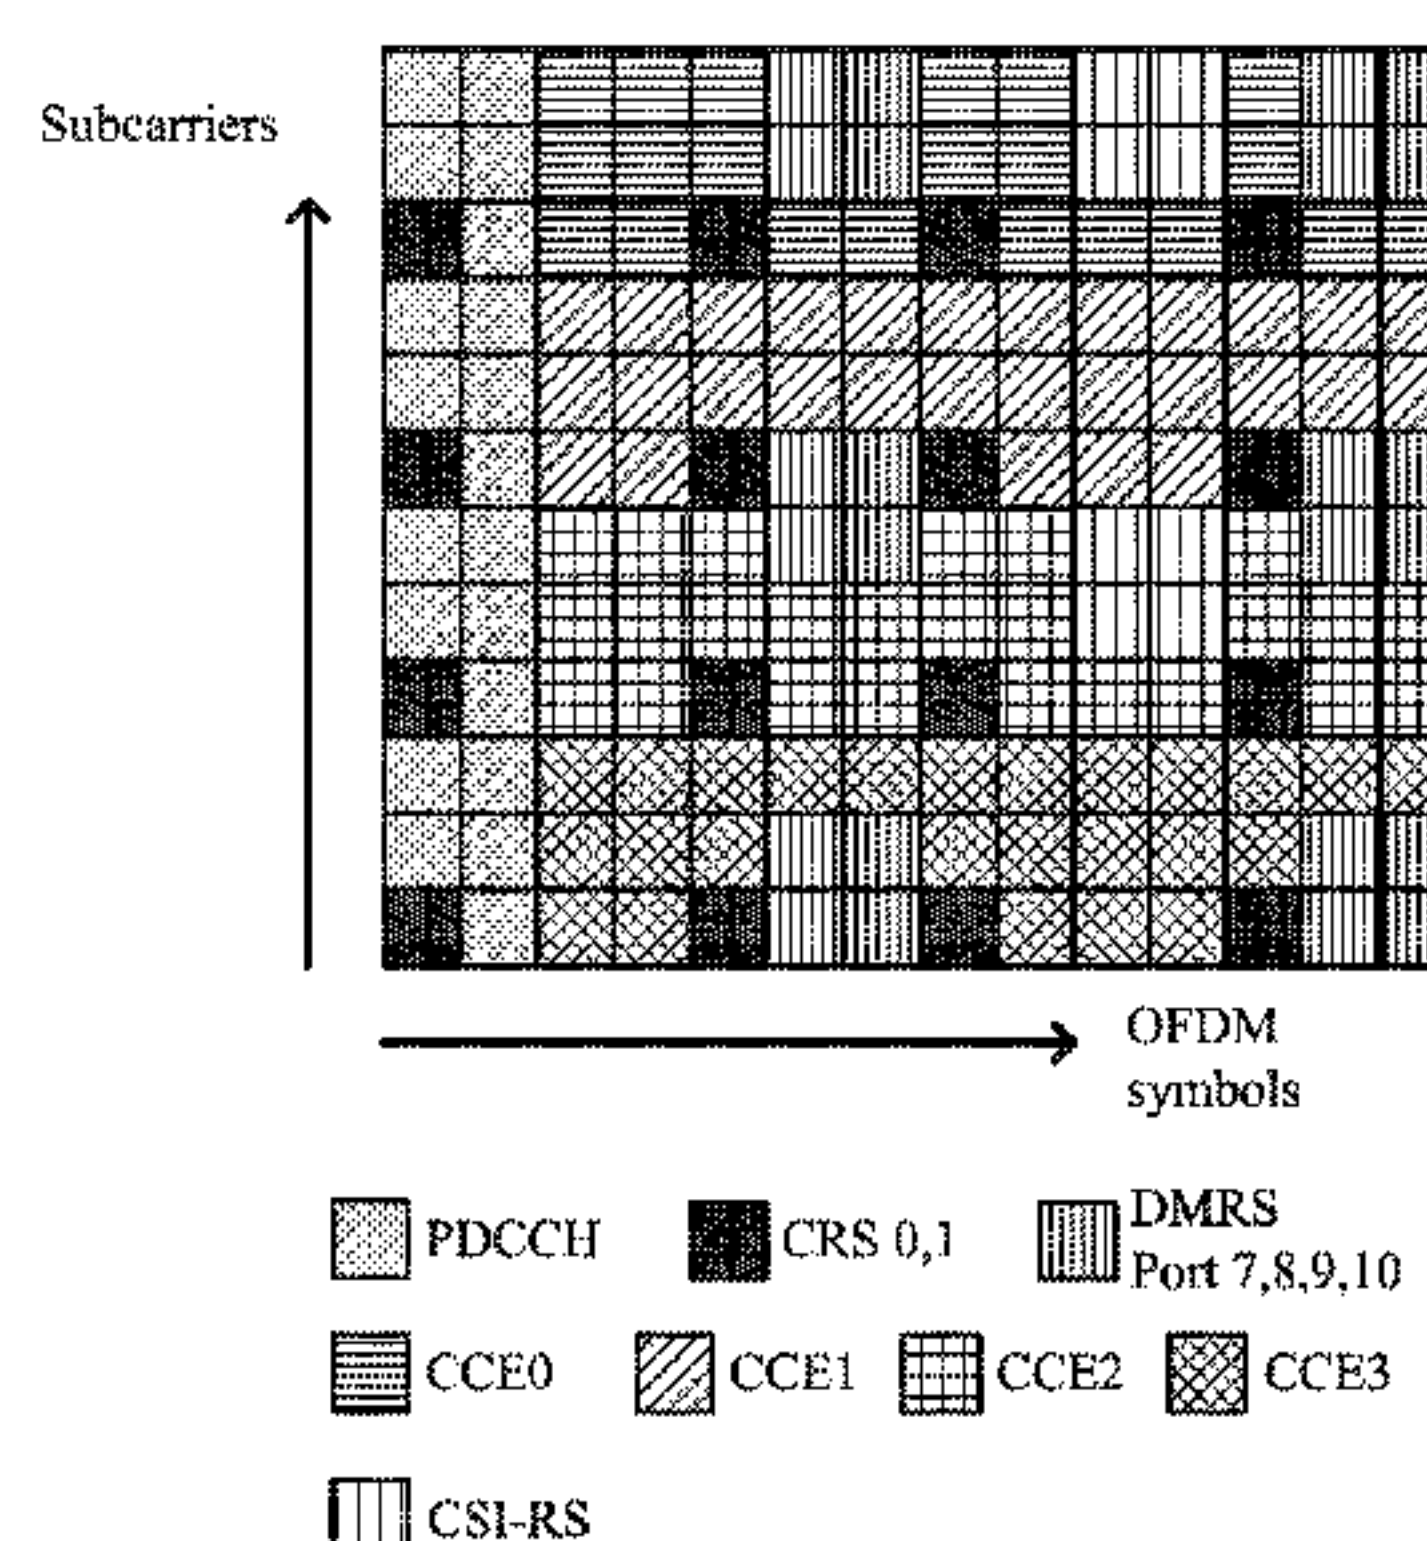 Subcarriers
OFDM
symbols
PDCCH
CRS 0,1
DMRS
Port 7,8,9,10
CCE0
CCE1
CCE2
CCE3
CSI-RS